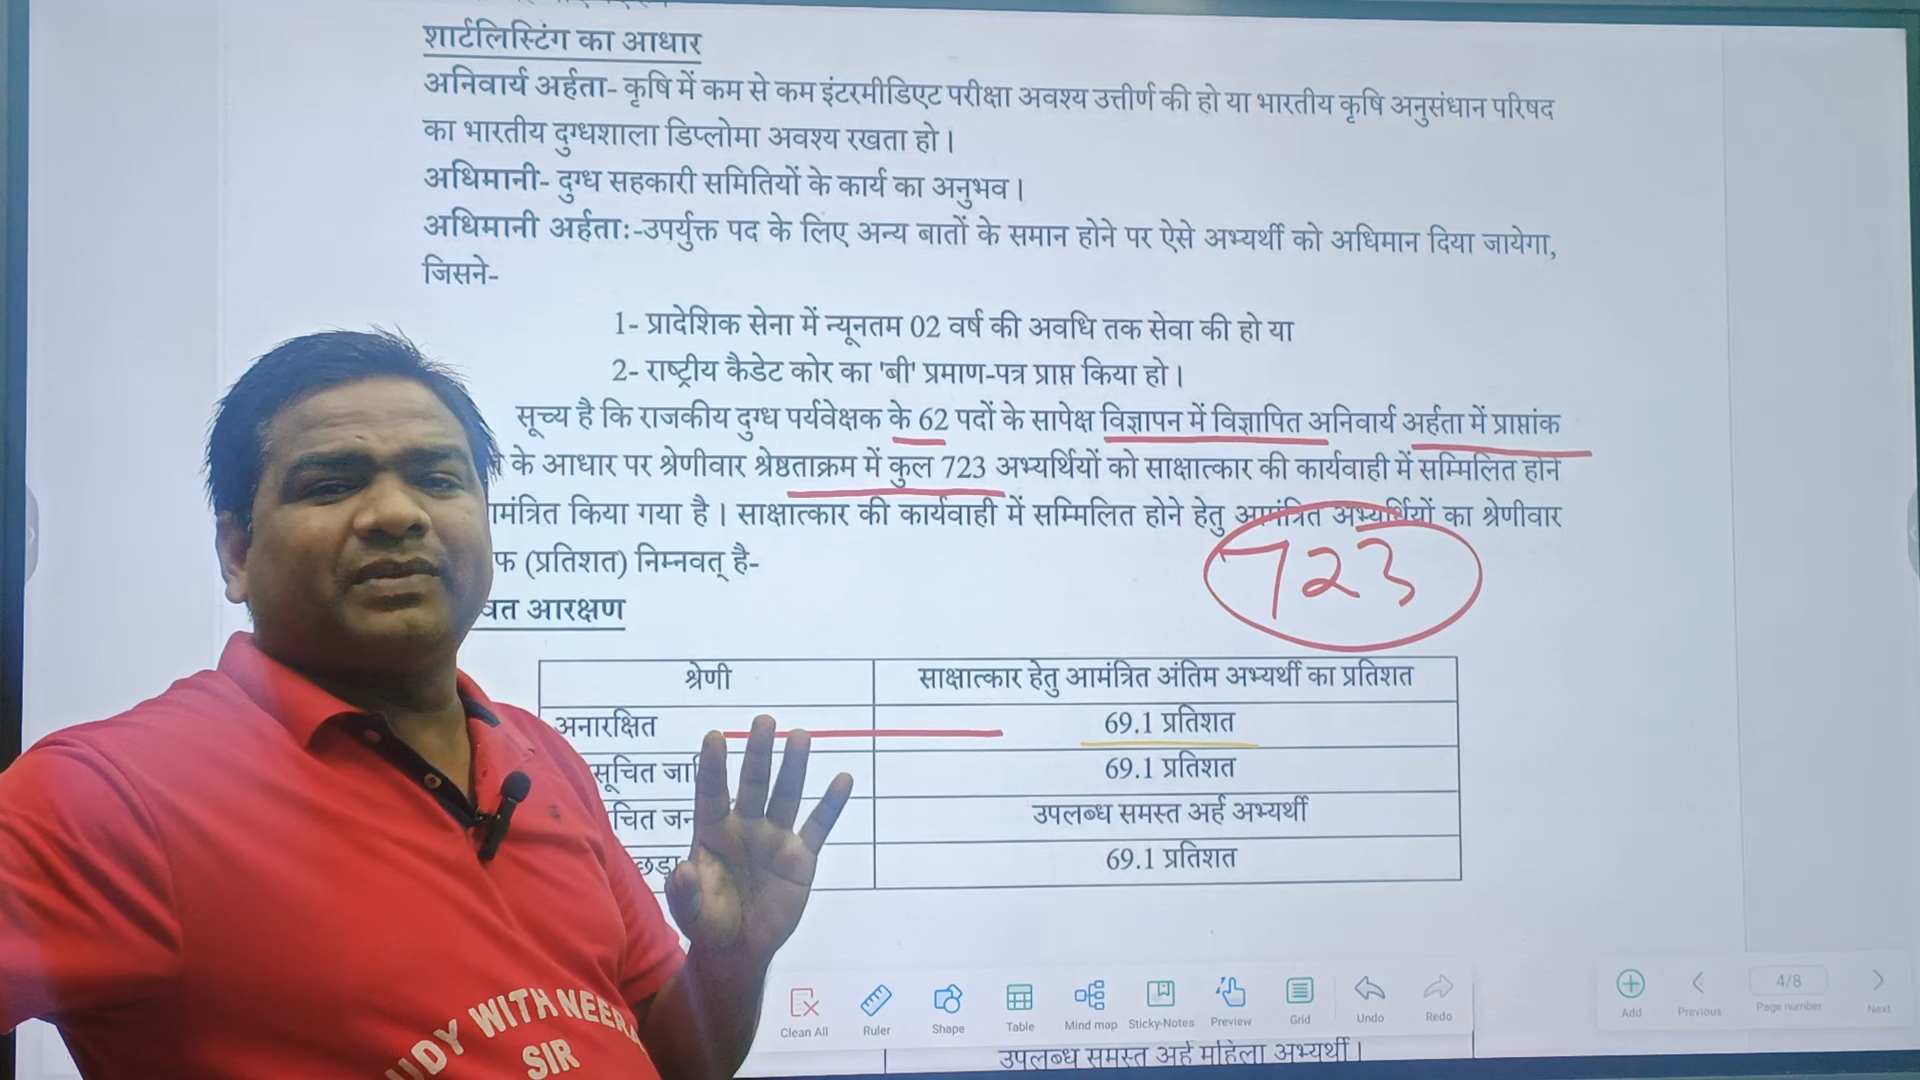 शार्टलिस्टिंग का आधार
अनिवार्य अर्हता- कृषि में कम से कम इंटरमीडिएट परीक्षा अवश्य उत्तीर्ण की हो या भारतीय कृषि अनुसंधान परिषद
का भारतीय दुग्धशाला डिप्लोमा अवश्य रखता हो।
अधिमानी- दुग्ध सहकारी समितियों के कार्य का अनुभव।
अधिमानी अर्हताः-उपर्युक्त पद के लिए अन्य बातों के समान होने पर ऐसे अभ्यर्थी को अधिमान दिया जायेगा,
जिसने-
1- प्रादेशिक सेना में न्यूनतम 02 वर्ष की अवधि तक सेवा की हो या
2- राष्ट्रीय कैडेट कोर का 'बी' प्रमाण-पत्र प्राप्त किया हो।
सूच्य है कि राजकीय दुग्ध पर्यवेक्षक के 62 पदों के सापेक्ष विज्ञापन में विज्ञापित अनिवार्य अर्हता में प्राप्तांक
के आधार पर श्रेणीवार श्रेष्ठताक्रम में कुल 723 अभ्यर्थियों को साक्षात्कार की कार्यवाही में सम्मिलित होने
मंत्रित किया गया है। साक्षात्कार की कार्यवाही में सम्मिलित होने हेतु आमंत्रित अभ्यर्थियों का श्रेणीवार
फ (प्रतिशत) निम्नवत् है-
723
वत आरक्षण
श्रेणी साक्षात्कार हेतु आमंत्रित अंतिम अभ्यर्थी का प्रतिशत
अनारक्षित 69.1 प्रतिशत
सूचित जा 69.1 प्रतिशत
चित जन उपलब्ध समस्त अर्ह अभ्यर्थी
छड़ा 69.1 प्रतिशत
Clean All Ruler Shape Table Mind map Sticky-Notes Preview Grid Undo Redo
Add Previous 4/8 Page number Next
उपलब्ध समस्त अर्ह महिला अभ्यर्थी।
UDY WITH NEER
SIR